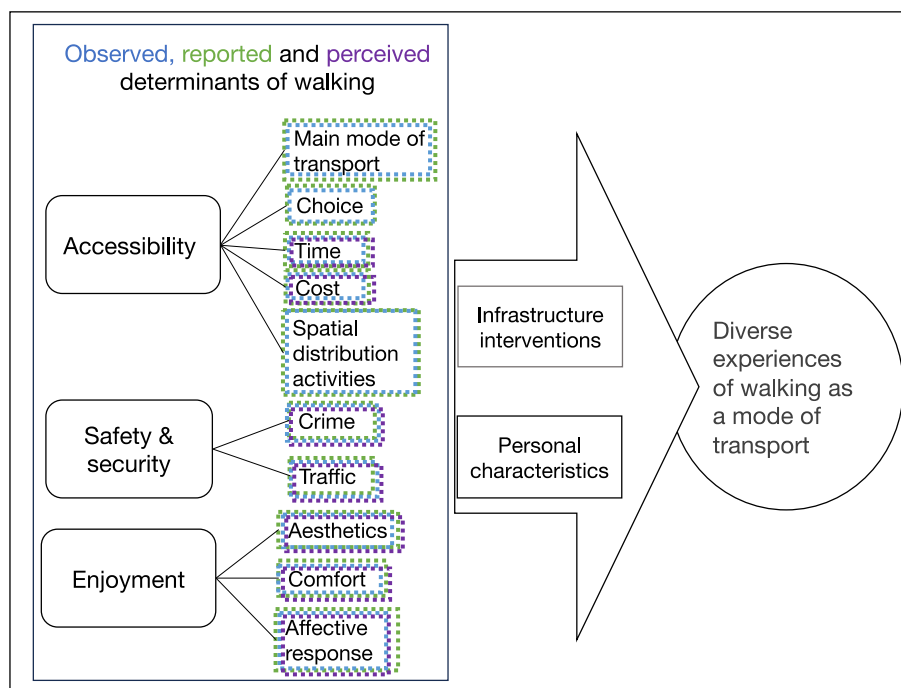 Observed, reported and perceived
determinants of walking
Accessibility
Main mode of
transport
Choice
Time
Cost
Spatial
distribution
activities
Safety &
security
Crime
Traffic
Enjoyment
Aesthetics
Comfort
Affective
response
Infrastructure
interventions
Personal
characteristics
Diverse
experiences
of walking as
a mode of
transport